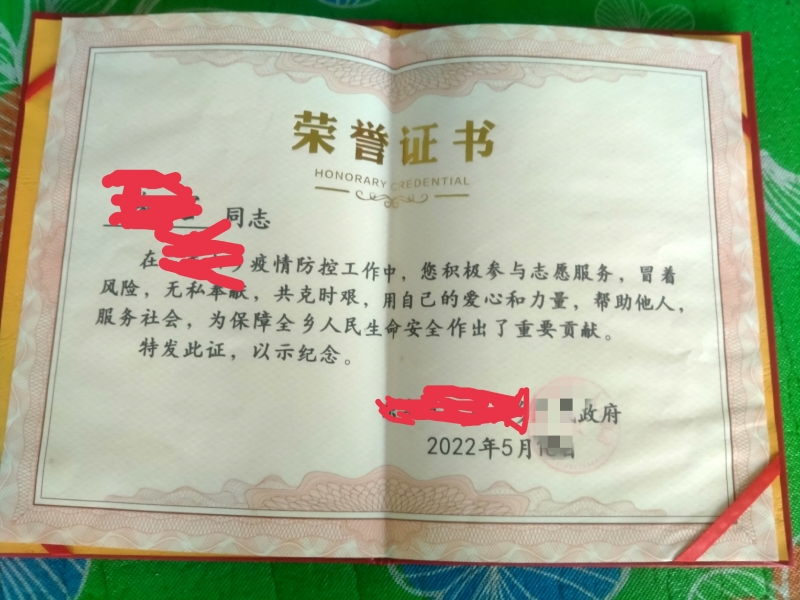 荣誉证书
HONORARY CREDENTIAL
同志
在 疫情防控工作中，您积极参与志愿服务，冒着
风险，无私奉献，共克时艰，用自己的爱心和力量，帮助他人，
服务社会，为保障全乡人民生命安全作出了重要贡献。
特发此证，以示纪念。
政府
2022年5月 日